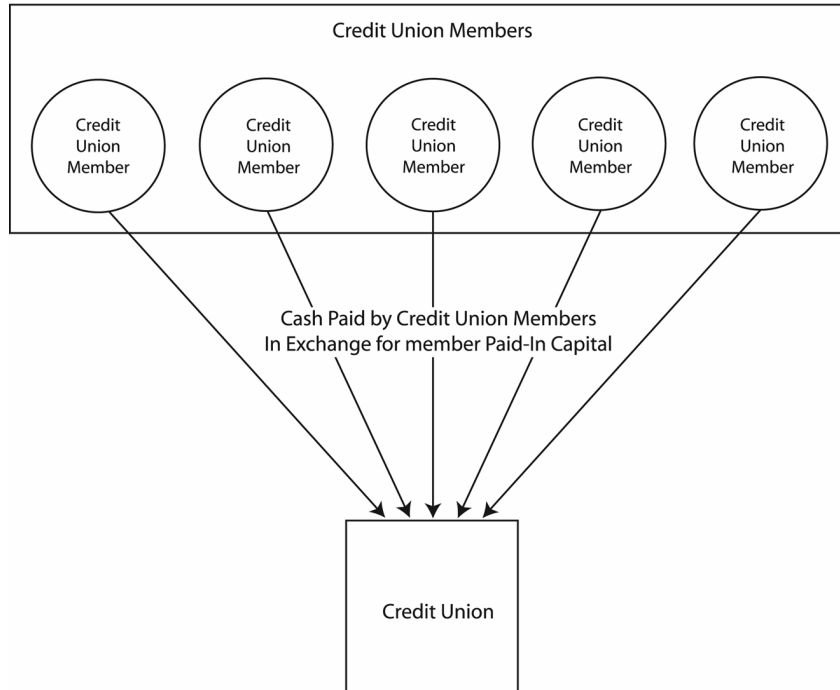 Credit Union Members
Credit
Union
Member
Credit
Union
Member
Credit
Union
Member
Credit
Union
Member
Credit
Union
Member
Cash Paid by Credit Union Members
In Exchange for member Paid-In Capital
Credit Union